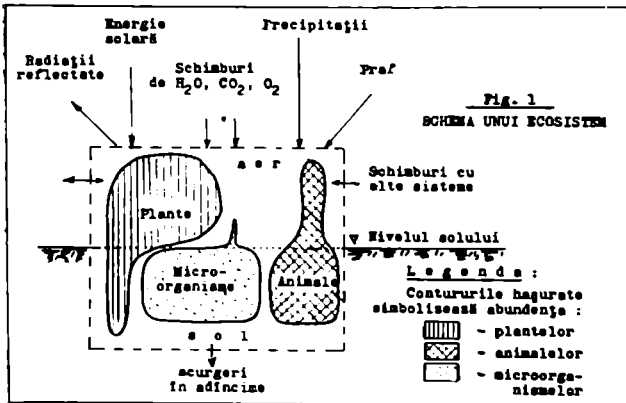 Energie
solară
Precipitații
Radiații
reflectate
Schimburi
de H2O, CO2, O2
Praf
Fig. 1
SCHEMA UNUI ECOSISTEM
aer
Schimburi cu
alte sisteme
Plante
Nivelul solului
Micro-
organisme
Animale
sol
scurgeri
în adîncime
Legenda :
Contururile hașurate
simbolisează abundența :
- plantelor
- animalelor
- microorga-
nismelor